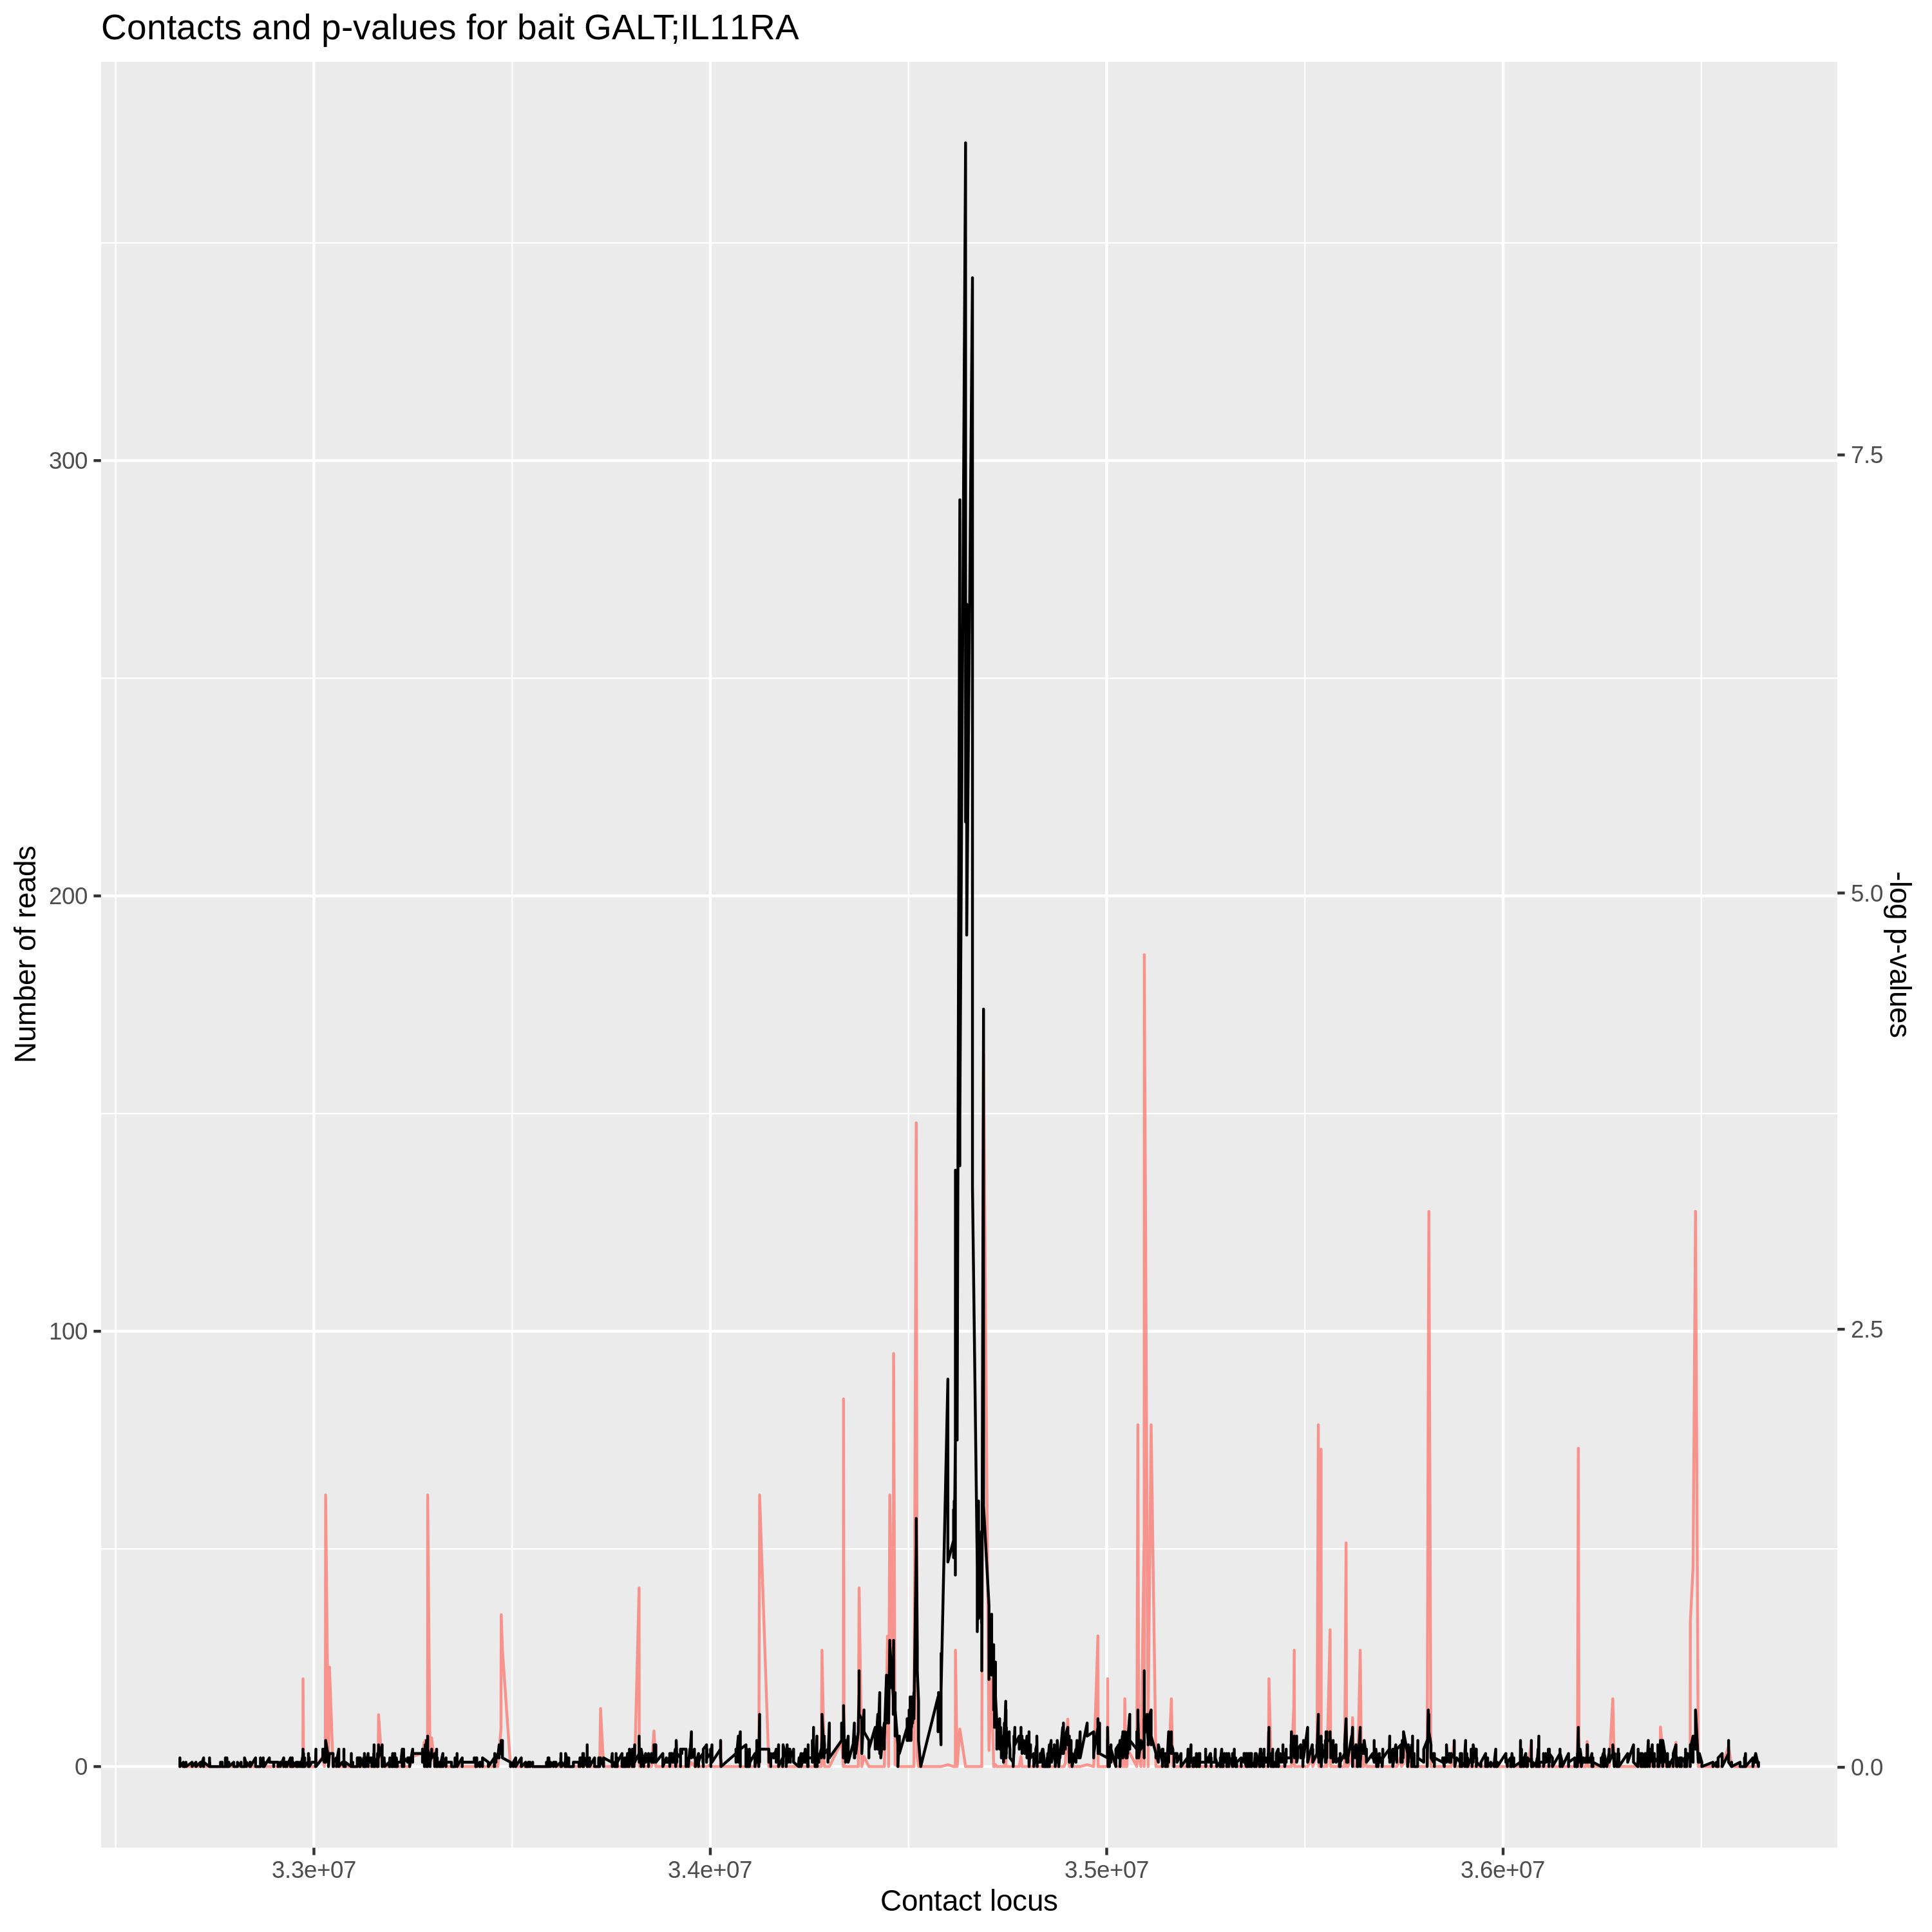 Contacts and p-values for bait GALT;IL11RA
Number of reads
300
200
100
0
7.5
5.0
2.5
0.0
-log p-values
3.3e+07
3.4e+07
3.5e+07
3.6e+07
Contact locus